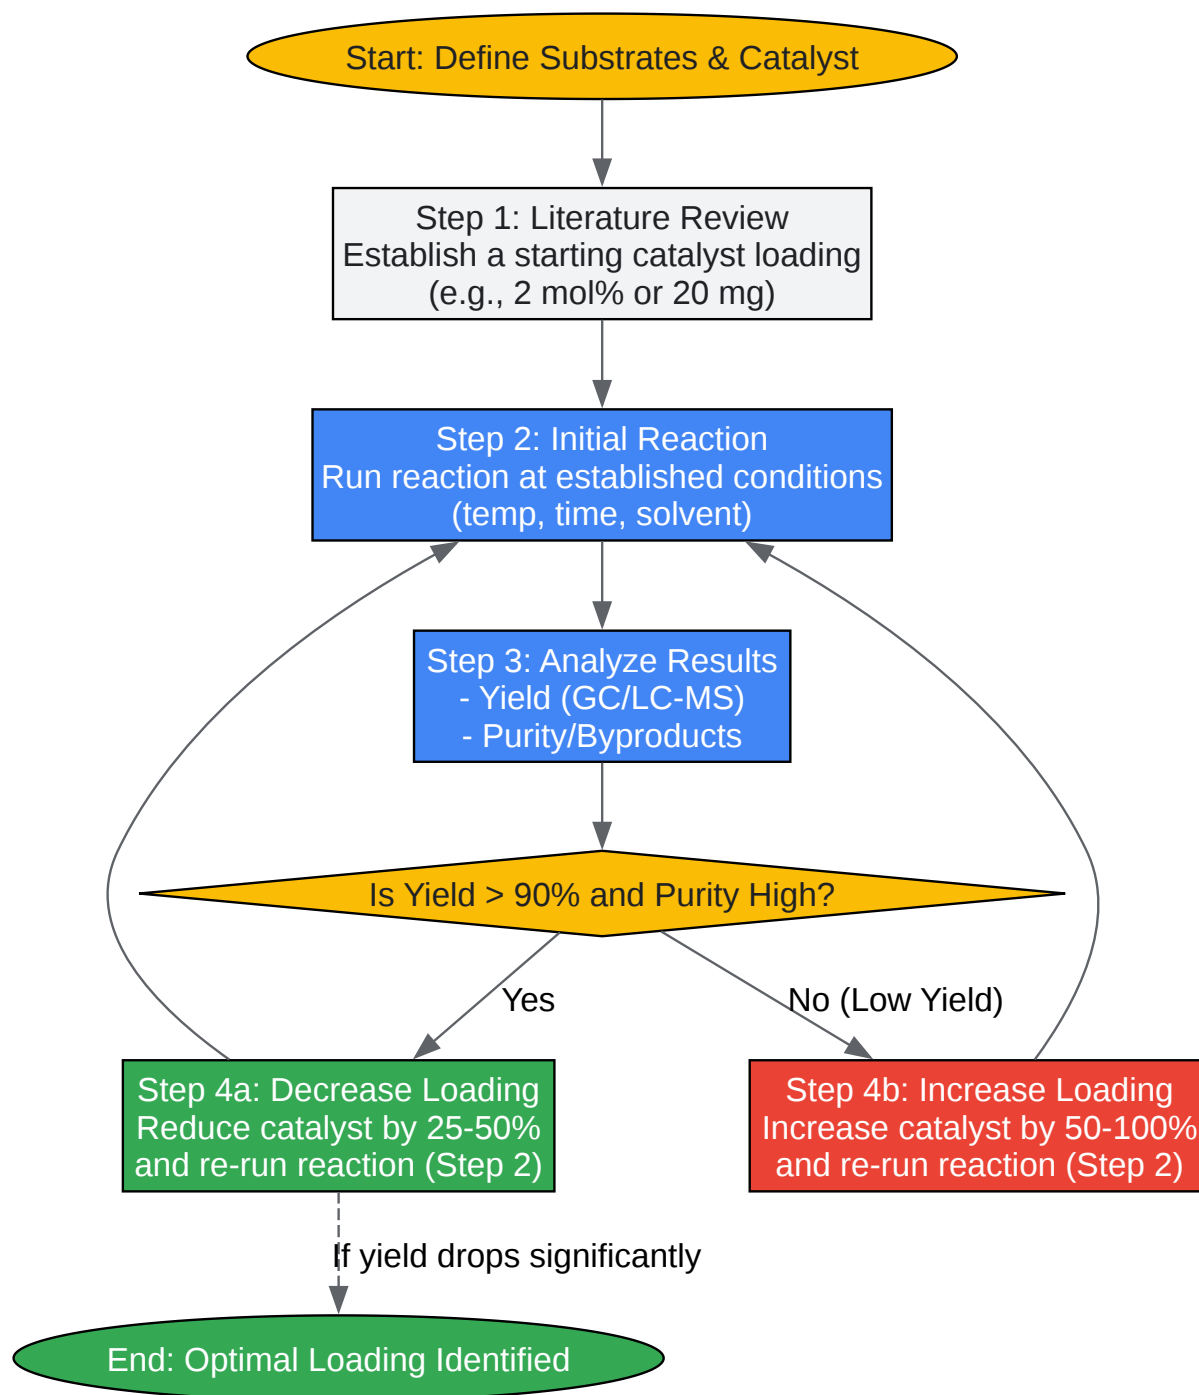 Start: Define Substrates & Catalyst
Step 1: Literature Review
Establish a starting catalyst loading
(e.g., 2 mol% or 20 mg)
Step 2: Initial Reaction
Run reaction at established conditions
(temp, time, solvent)
Step 3: Analyze Results
- Yield (GC/LC-MS)
- Purity/Byproducts
Is Yield > 90% and Purity High?
Yes
No (Low Yield)
Step 4a: Decrease Loading
Reduce catalyst by 25-50%
and re-run reaction (Step 2)
Step 4b: Increase Loading
Increase catalyst by 50-100%
and re-run reaction (Step 2)
If yield drops significantly
End: Optimal Loading Identified